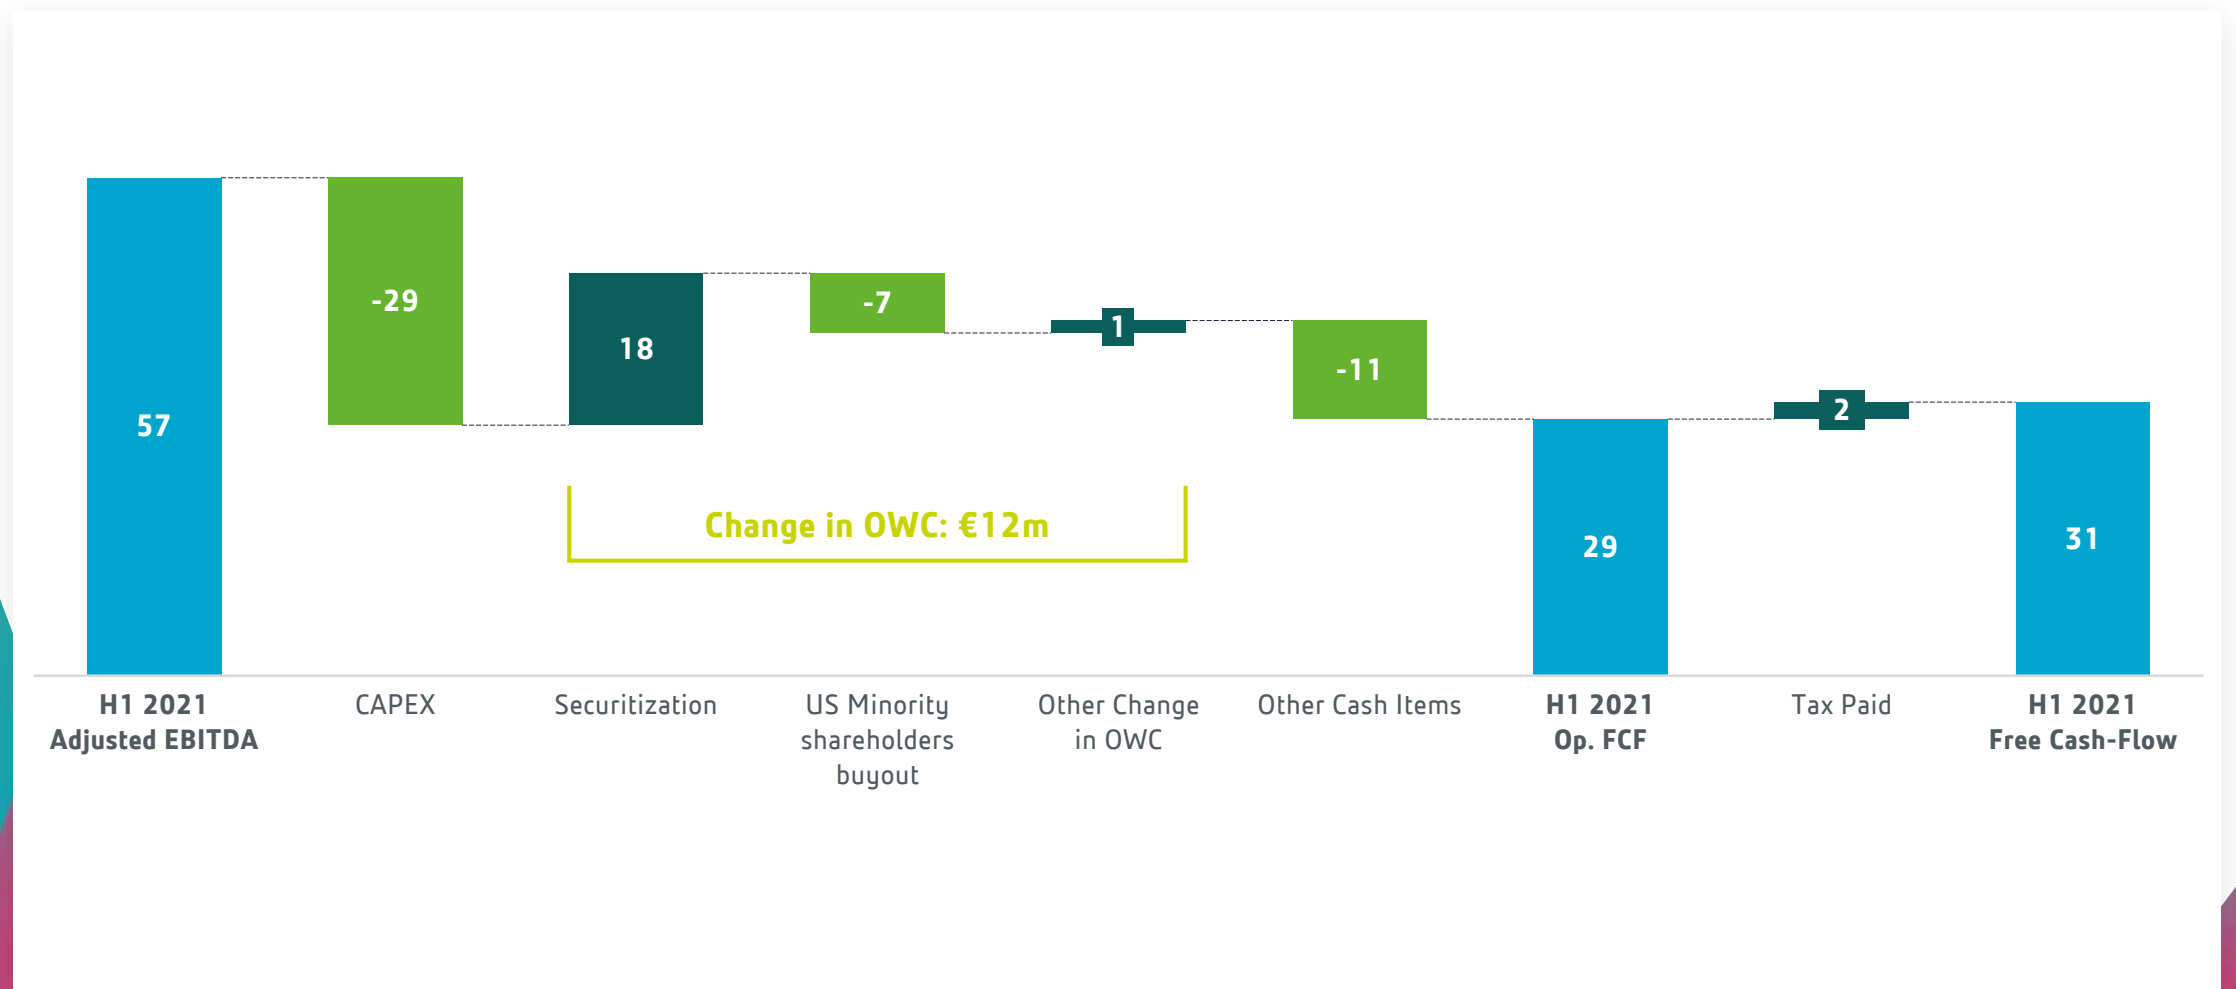 57
-29
18
-7
1
-11
29
2
31
Change in OWC: €12m
H1 2021
Adjusted EBITDA
CAPEX
Securitization
US Minority
shareholders
buyout
Other Change
in OWC
Other Cash Items
H1 2021
Op. FCF
Tax Paid
H1 2021
Free Cash-Flow